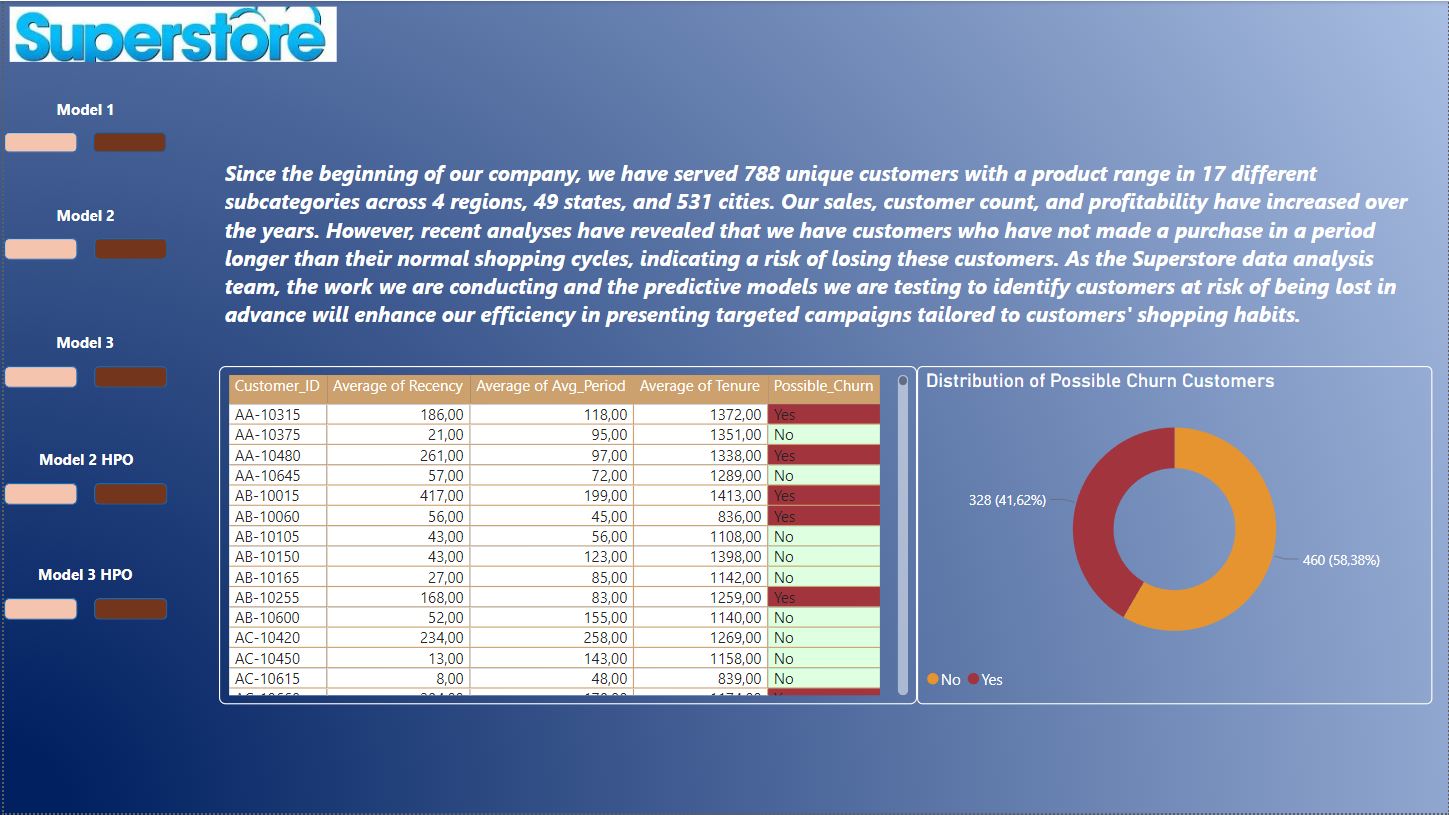 Superstore
Model 1
Model 2
Model 3
Model 2 HPO
Model 3 HPO
Since the beginning of our company, we have served 788 unique customers with a product range in 17 different
subcategories across 4 regions, 49 states, and 531 cities. Our sales, customer count, and profitability have increased over
the years. However, recent analyses have revealed that we have customers who have not made a purchase in a period
longer than their normal shopping cycles, indicating a risk of losing these customers. As the Superstore data analysis
team, the work we are conducting and the predictive models we are testing to identify customers at risk of being lost in
advance will enhance our efficiency in presenting targeted campaigns tailored to customers' shopping habits.
Customer_ID Average of Recency Average of Avg_Period Average of Tenure Possible_Churn
AA-10315 186,00 118,00 1372,00 Yes
AA-10375 21,00 95,00 1351,00 No
AA-10480 261,00 97,00 1338,00 Yes
AA-10645 57,00 72,00 1289,00 No
AB-10015 417,00 199,00 1413,00 Yes
AB-10060 56,00 45,00 836,00 Yes
AB-10105 43,00 56,00 1108,00 No
AB-10150 43,00 123,00 1398,00 No
AB-10165 27,00 85,00 1142,00 No
AB-10255 168,00 83,00 1259,00 Yes
AB-10600 52,00 155,00 1140,00 No
AC-10420 234,00 258,00 1269,00 No
AC-10450 13,00 143,00 1158,00 No
AC-10615 8,00 48,00 839,00 No
Distribution of Possible Churn Customers
328 (41,62%)
460 (58,38%)
No Yes